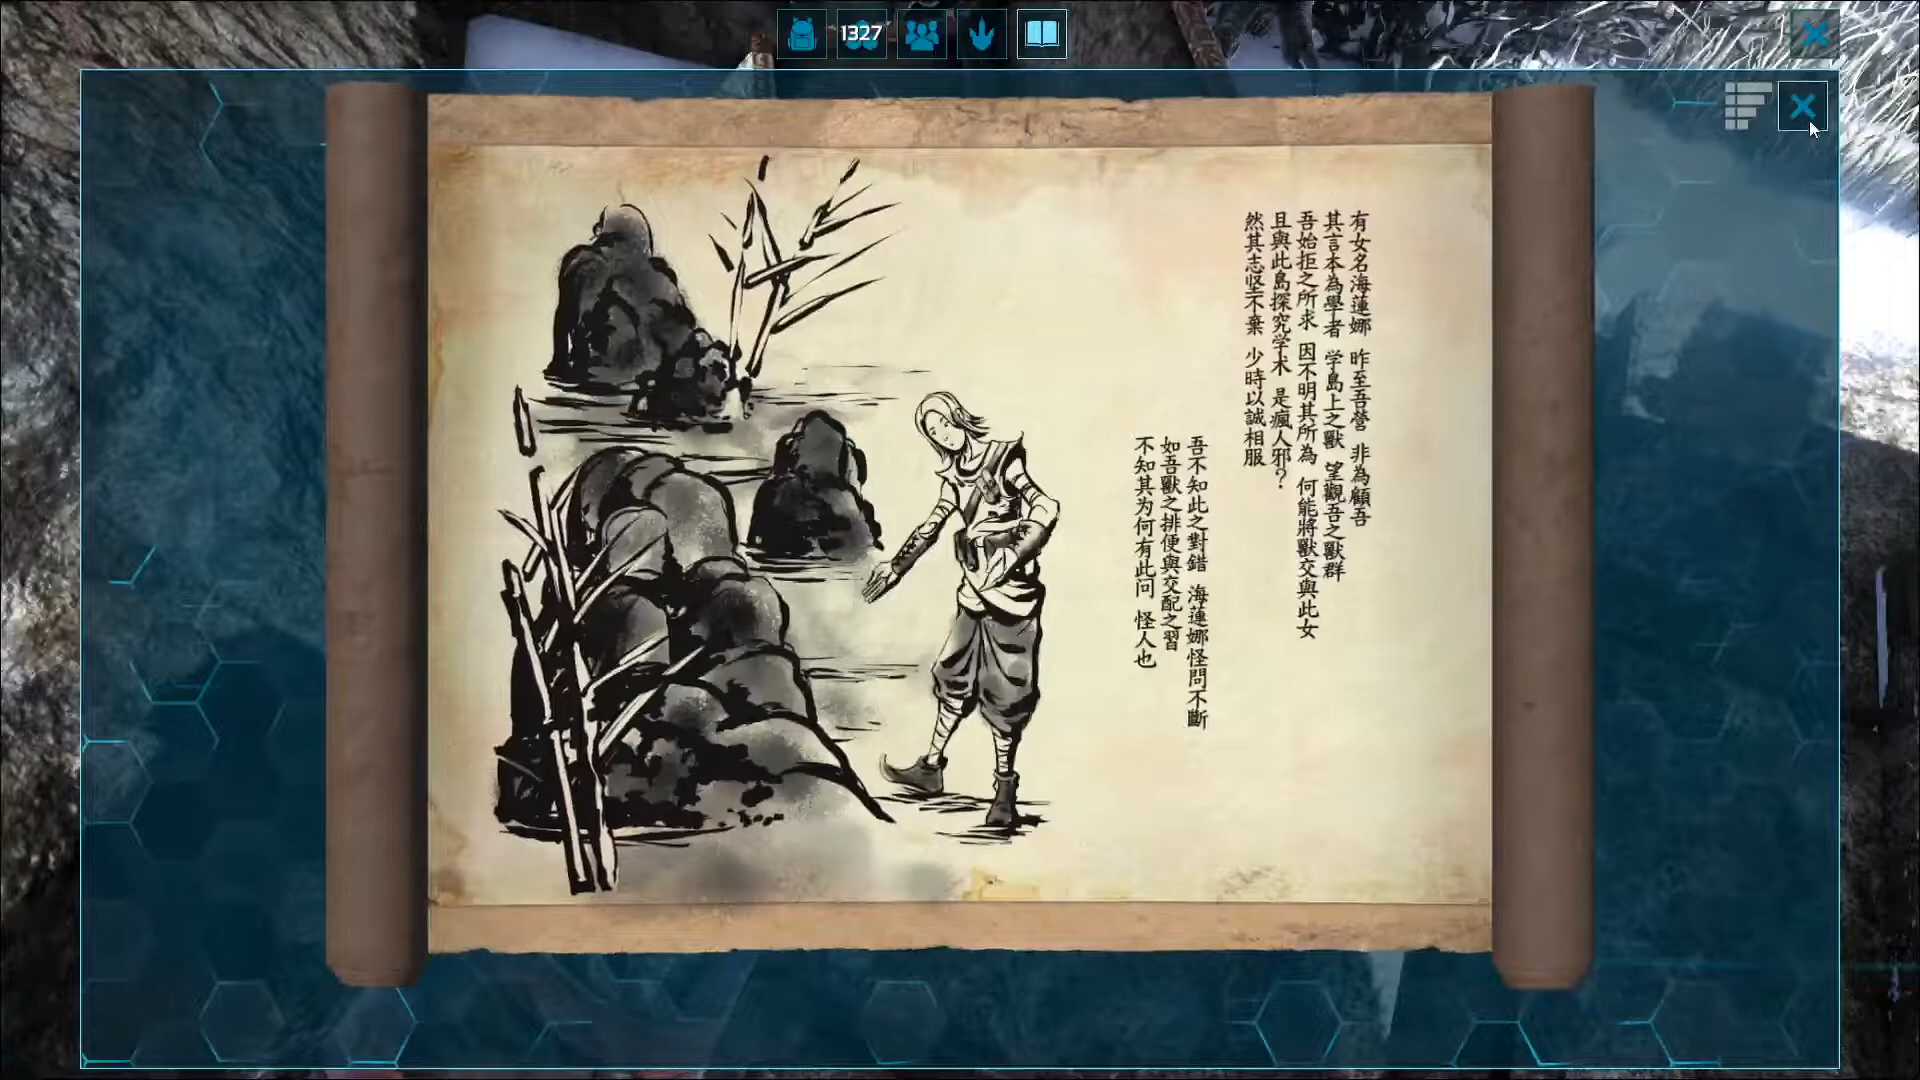 1327
有女名海蓮娜 昨至吾營 非為顧吾
其言本為學者 学島上之獸 望觀吾之獸群
吾始拒之所求 因不明其所為 何能將獸交與此女
且與此島探究学术 是瘋人邪?
然其志坚不棄 少時以誠相服
吾不知此之對錯 海蓮娜怪問不斷
如吾獸之排便與交配之習
不知其为何有此问 怪人也